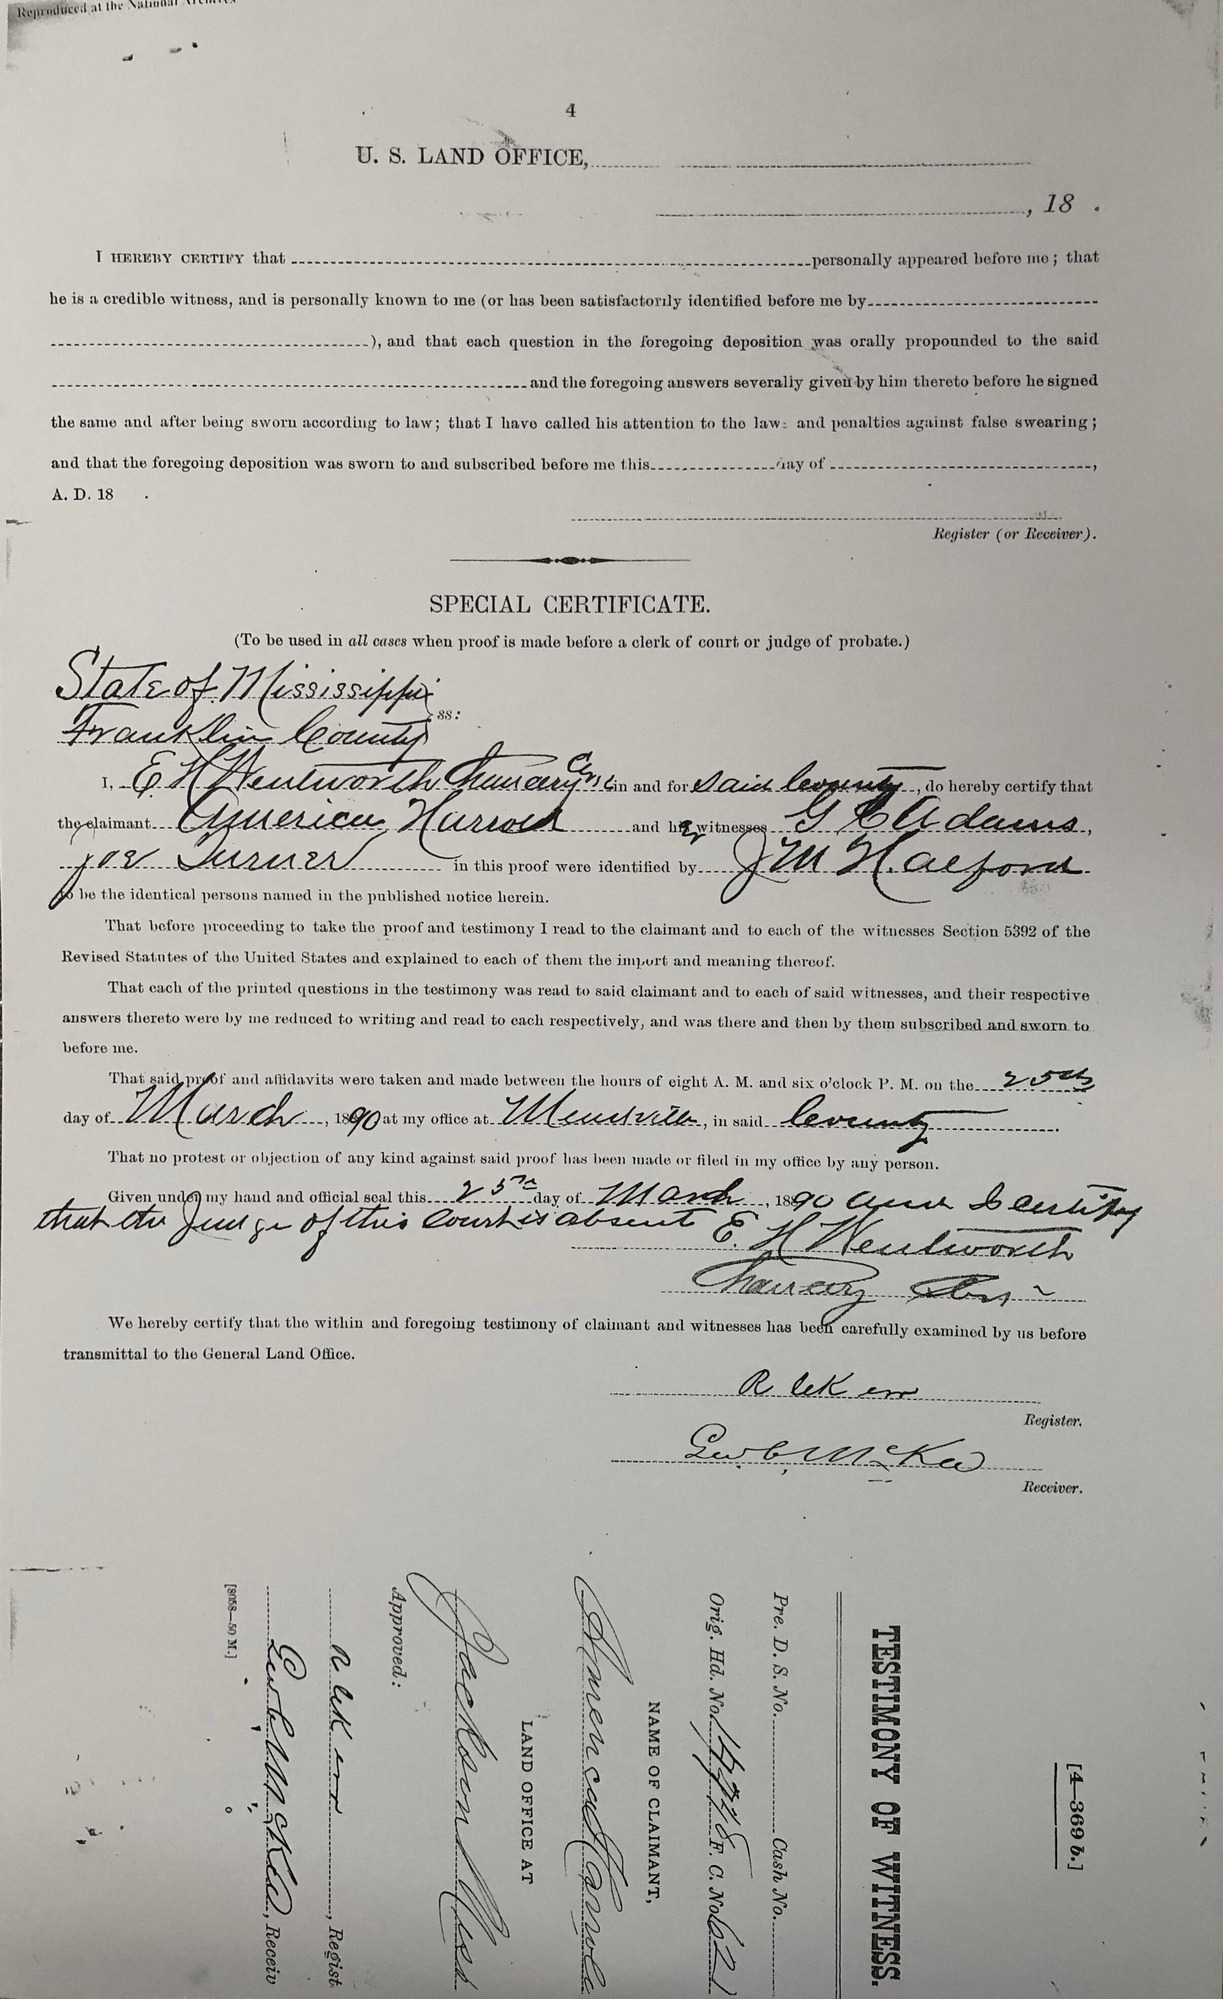 Reproduced at the National Archives
4
U. S. LAND OFFICE,
, 18 .
I HEREBY CERTIFY that personally appeared before me; that
he is a credible witness, and is personally known to me (or has been satisfactorily identified before me by
), and that each question in the foregoing deposition was orally propounded to the said
and the foregoing answers severally given by him thereto before he signed
the same and after being sworn according to law; that I have called his attention to the law: and penalties against false swearing;
and that the foregoing deposition was sworn to and subscribed before me this day of ,
A. D. 18 .
Register (or Receiver).
SPECIAL CERTIFICATE.
(To be used in all cases when proof is made before a clerk of court or judge of probate.)
State of Mississippi
ss:
Franklin County
I, E H Wentworth Chancery in and for said County, do hereby certify that
the claimant America and her witnesses G C Adams,
Joe Turner in this proof were identified by J M Halford
to be the identical persons named in the published notice herein.
That before proceeding to take the proof and testimony I read to the claimant and to each of the witnesses Section 5392 of the
Revised Statutes of the United States and explained to each of them the import and meaning thereof.
That each of the printed questions in the testimony was read to said claimant and to each of said witnesses, and their respective
answers thereto were by me reduced to writing and read to each respectively, and was there and then by them subscribed and sworn to
before me.
That said proof and affidavits were taken and made between the hours of eight A. M. and six o'clock P. M. on the 25th
day of March, 1890 at my office at Meadville, in said County.
That no protest or objection of any kind against said proof has been made or filed in my office by any person.
Given under my hand and official seal this 25th day of March, 1890 and I certify
that the Judge of this Court is absent E. H Wentworth
Chancery
We hereby certify that the within and foregoing testimony of claimant and witnesses has been carefully examined by us before
transmittal to the General Land Office.
Register.
Geo. C. McKee
Receiver.
[4—369 b.]
TESTIMONY OF WITNESS.
Pre. D. S. No. Cash No.
Orig. Hd. No. F. C. No. 621
NAME OF CLAIMANT,
America
LAND OFFICE AT
Jackson Miss
Approved:
, Regist
Geo. C. McKee, Receiv
[8058—50 M.]